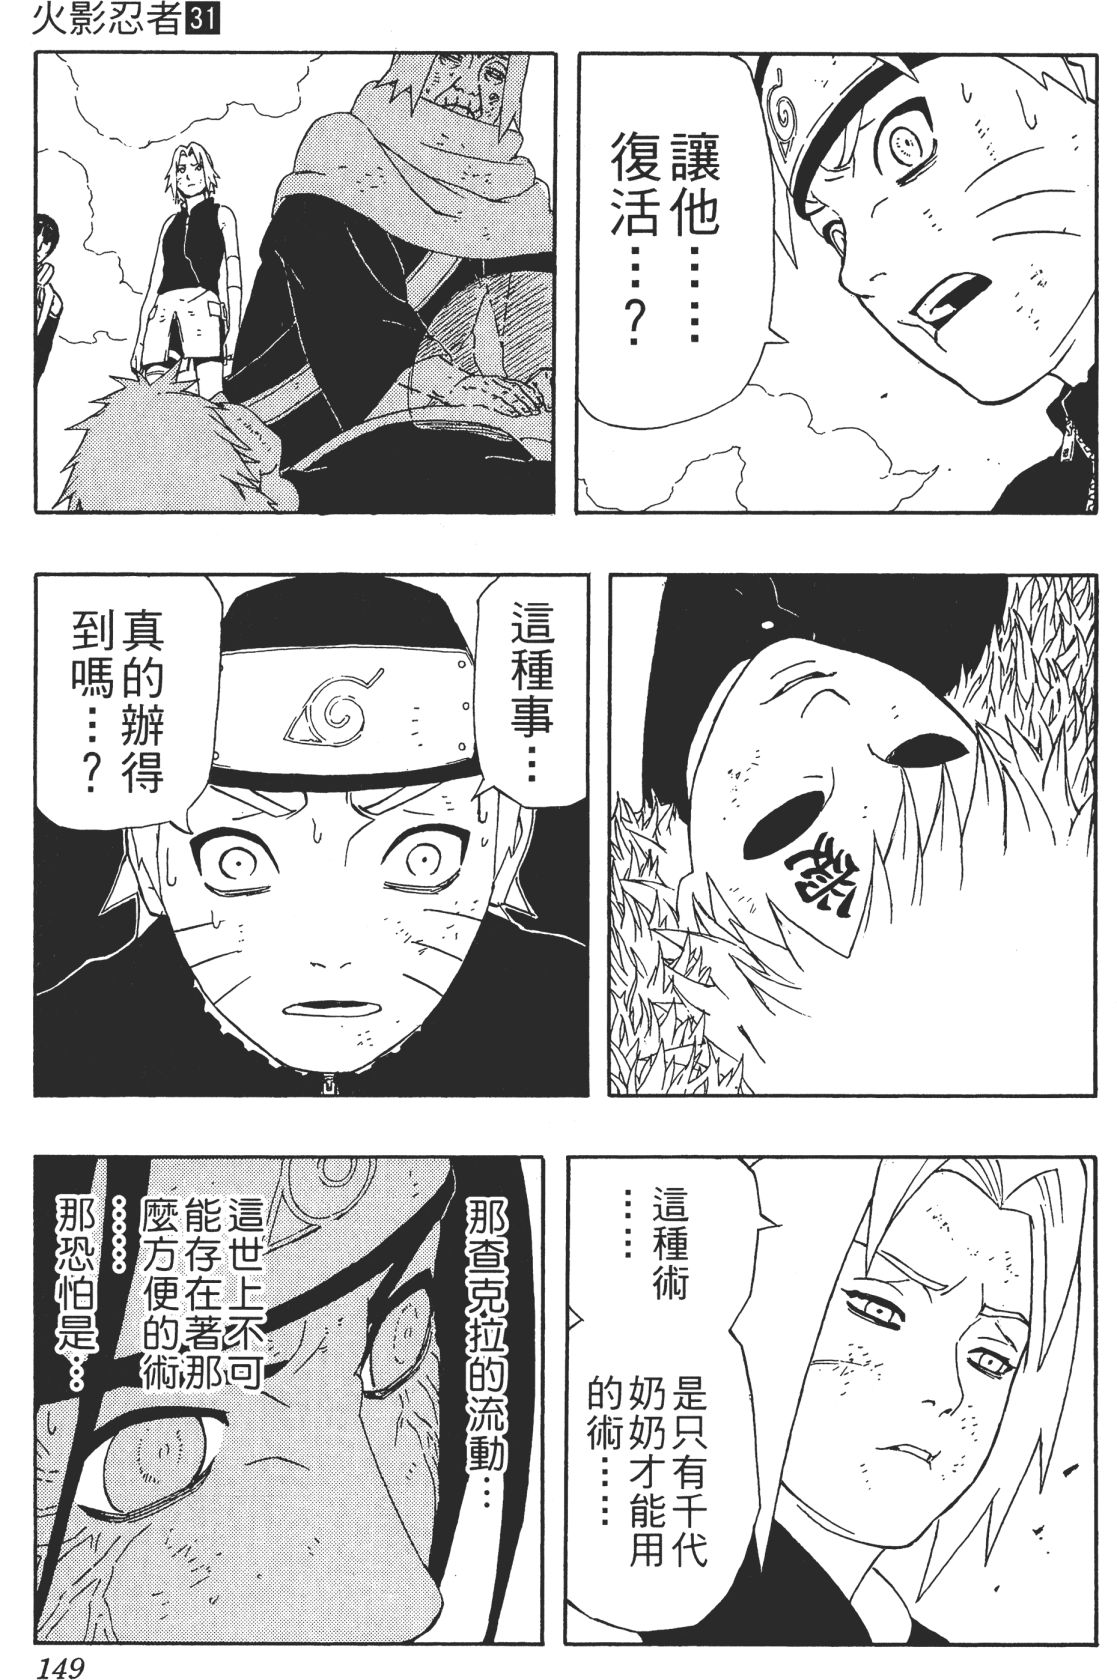 火影忍者31
讓他……
復活……?
這種事…
真的辦得
到嗎…?
這種術
……
是只有千代
奶奶才能用
的術……
那查克拉的流動…
這世上不可
能存在著那
麼方便的術
……
那恐怕是…
149